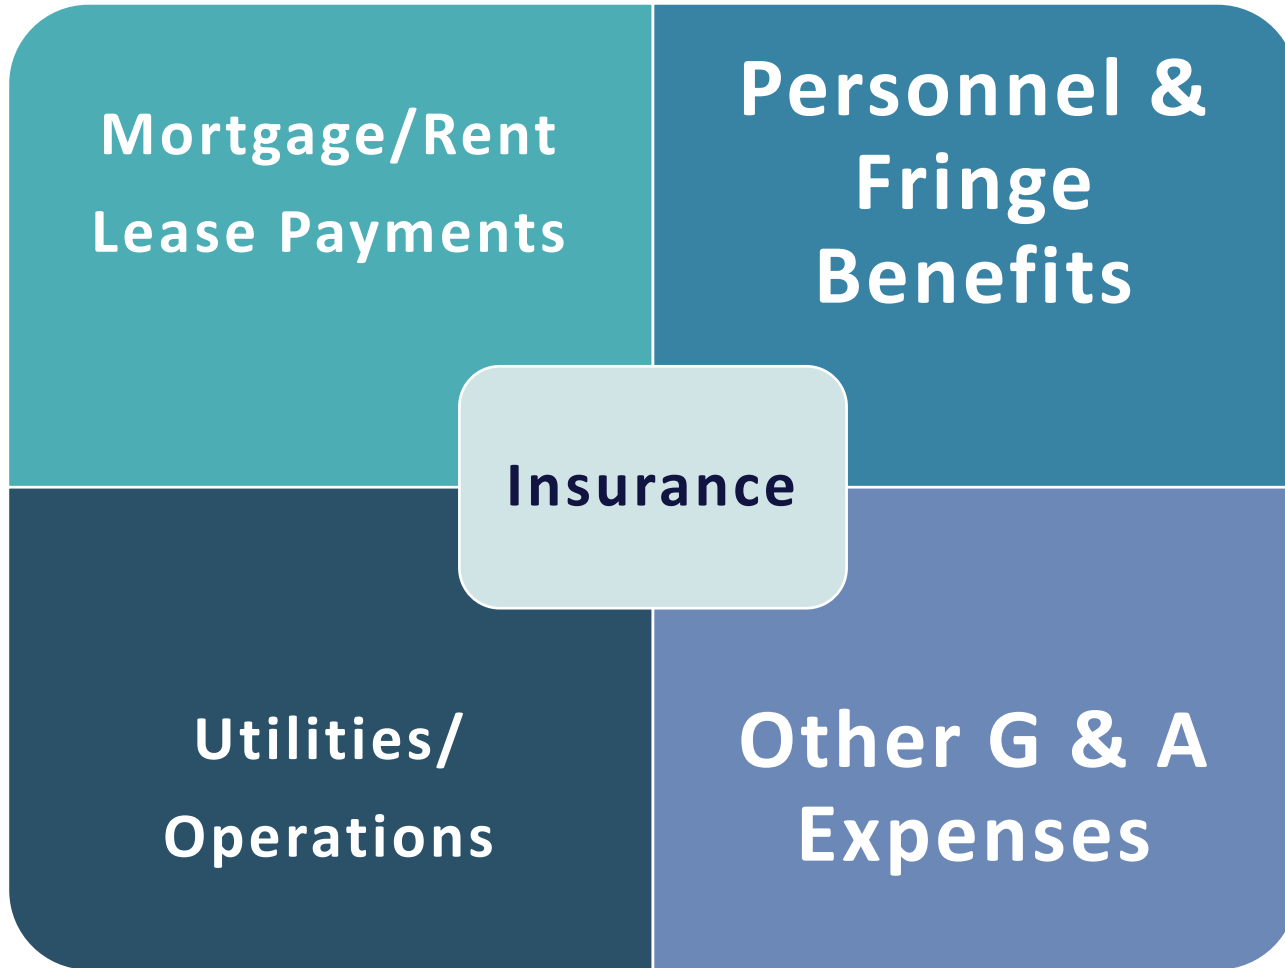 Mortgage/Rent
Lease Payments
Personnel &
Fringe
Benefits
Insurance
Utilities/
Operations
Other G & A
Expenses